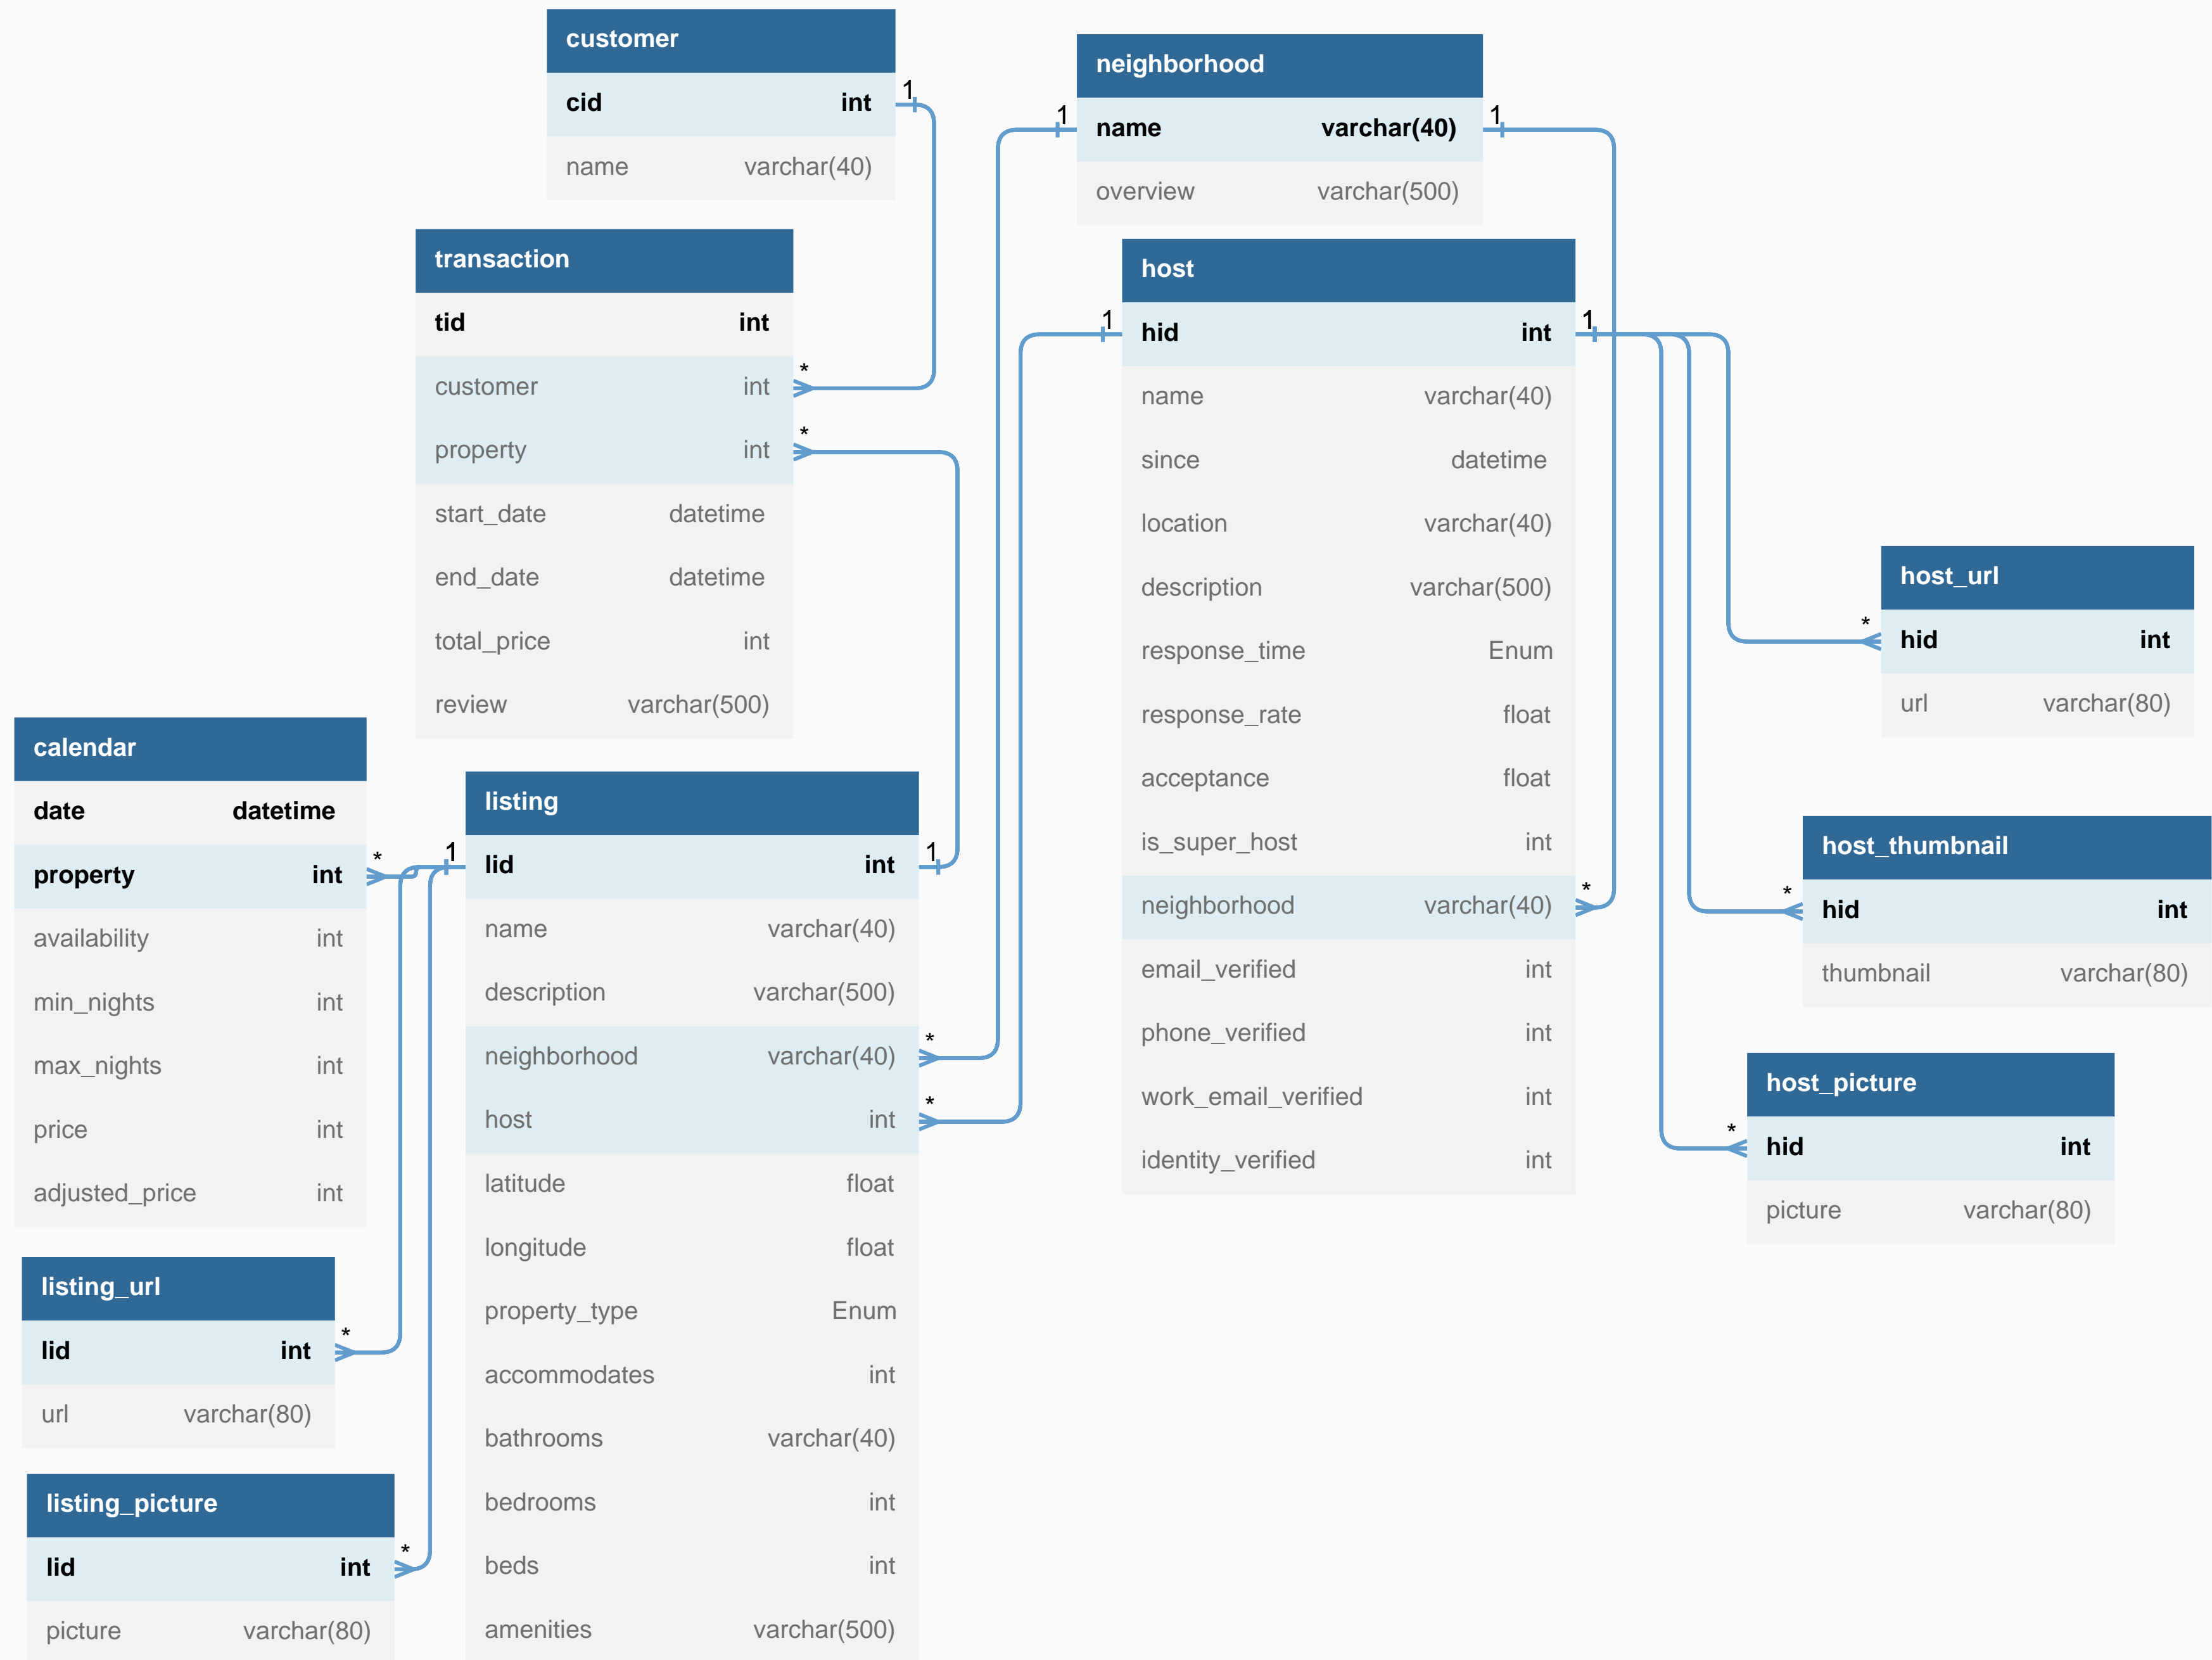 customer
cid int
name varchar(40)
1
neighborhood
name varchar(40)
overview varchar(500)
1
1
transaction
tid int
customer int
property int
start_date datetime
end_date datetime
total_price int
review varchar(500)
*
*
host
hid int
name varchar(40)
since datetime
location varchar(40)
description varchar(500)
response_time Enum
response_rate float
acceptance float
is_super_host int
neighborhood varchar(40)
email_verified int
phone_verified int
work_email_verified int
identity_verified int
1
1
*
host_url
hid int
url varchar(80)
*
host_thumbnail
hid int
thumbnail varchar(80)
*
host_picture
hid int
picture varchar(80)
*
calendar
date datetime
property int
availability int
min_nights int
max_nights int
price int
adjusted_price int
*
listing
lid int
name varchar(40)
description varchar(500)
neighborhood varchar(40)
host int
latitude float
longitude float
property_type Enum
accommodates int
bathrooms varchar(40)
bedrooms int
beds int
amenities varchar(500)
1
1
*
*
listing_url
lid int
url varchar(80)
*
listing_picture
lid int
picture varchar(80)
*